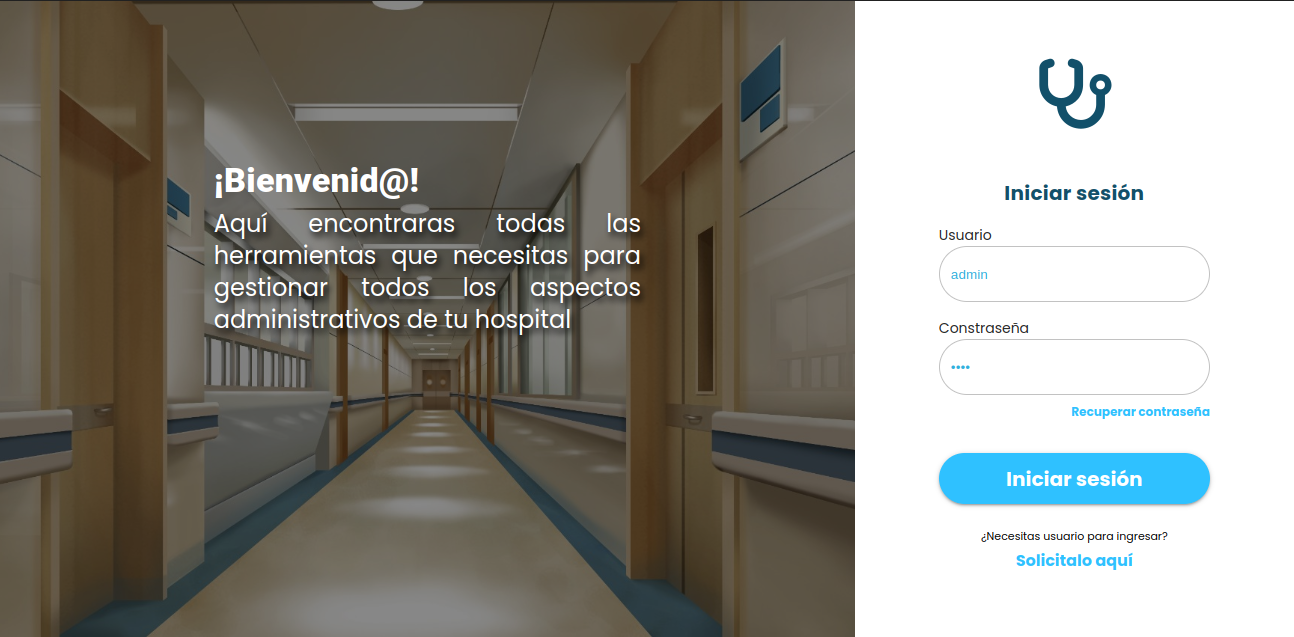 ¡Bienvenid@!
Aquí encontraras todas las
herramientas que necesitas para
gestionar todos los aspectos
administrativos de tu hospital
Iniciar sesión
Usuario
admin
Constraseña
••••
Recuperar contraseña
Iniciar sesión
¿Necesitas usuario para ingresar?
Solicitalo aquí